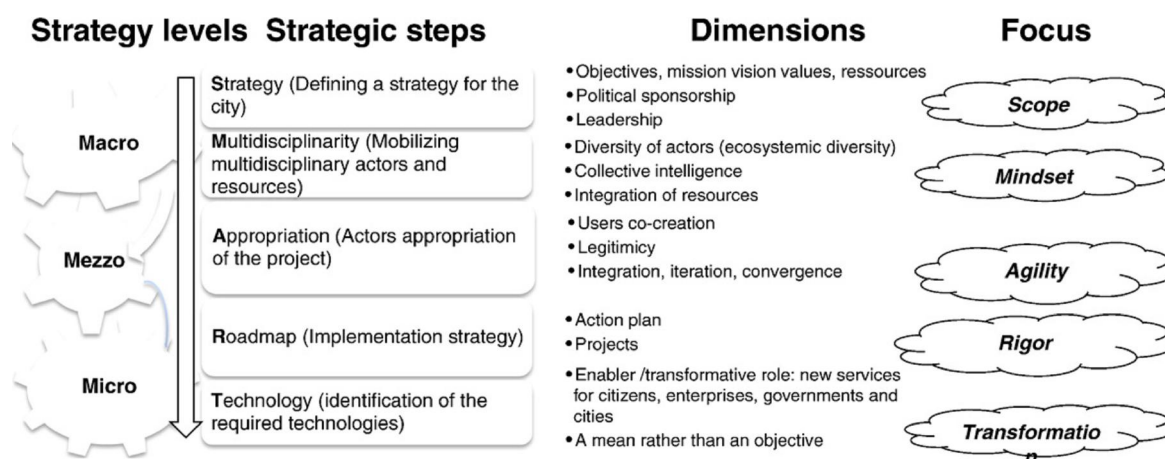 Strategy levels Strategic steps Dimensions Focus
Macro
Mezzo
Micro
Strategy (Defining a strategy for the
city)
Multidisciplinarity (Mobilizing
multidisciplinary actors and
resources)
Appropriation (Actors appropriation
of the project)
Roadmap (Implementation strategy)
Technology (identification of the
required technologies)
• Objectives, mission vision values, ressources
• Political sponsorship
• Leadership
• Diversity of actors (ecosystemic diversity)
• Collective intelligence
• Integration of resources
• Users co-creation
• Legitimicy
• Integration, iteration, convergence
• Action plan
• Projects
• Enabler /transformative role: new services
for citizens, enterprises, governments and
cities
• A mean rather than an objective
Scope
Mindset
Agility
Rigor
Transformatio
n